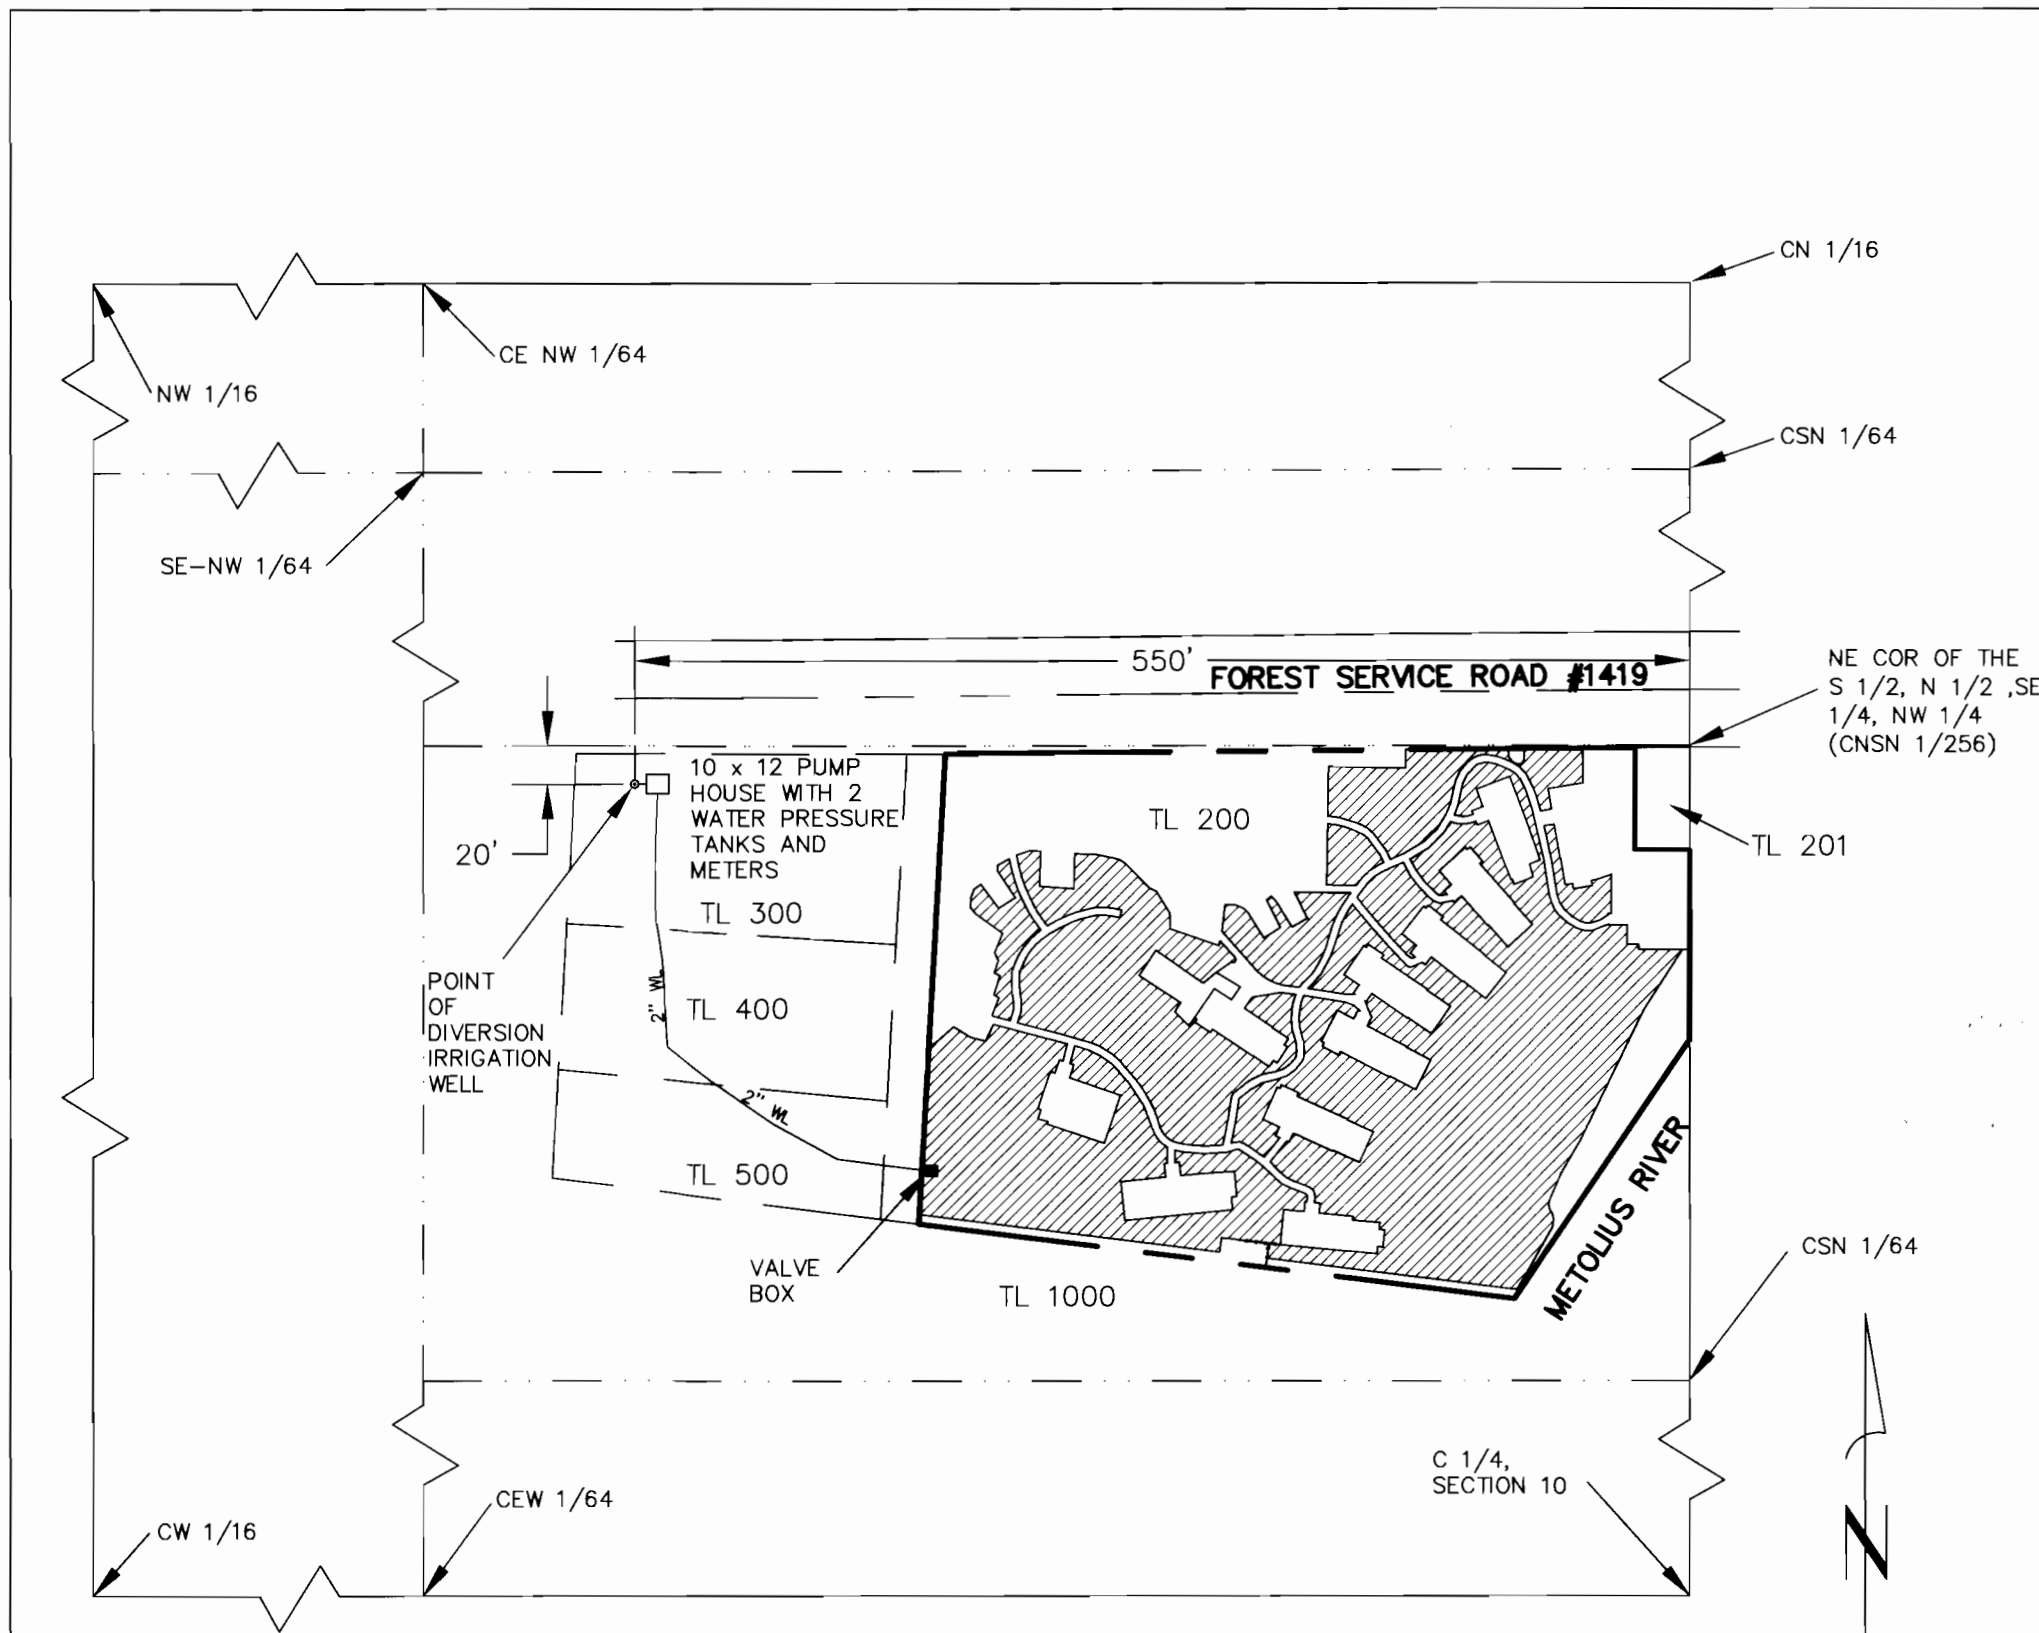 CN 1/16
CE NW 1/64
NW 1/16
CSN 1/64
SE-NW 1/64
550'
FOREST SERVICE ROAD #1419
NE COR OF THE
S 1/2, N 1/2 ,SE
1/4, NW 1/4
(CNSN 1/256)
10 x 12 PUMP
HOUSE WITH 2
WATER PRESSURE
TANKS AND
METERS
20'
TL 200
TL 201
TL 300
POINT
OF
DIVERSION
IRRIGATION
WELL
2" WL
TL 400
2" WL
TL 500
METOLIUS RIVER
VALVE
BOX
TL 1000
CSN 1/64
C 1/4,
SECTION 10
CEW 1/64
CW 1/16
N